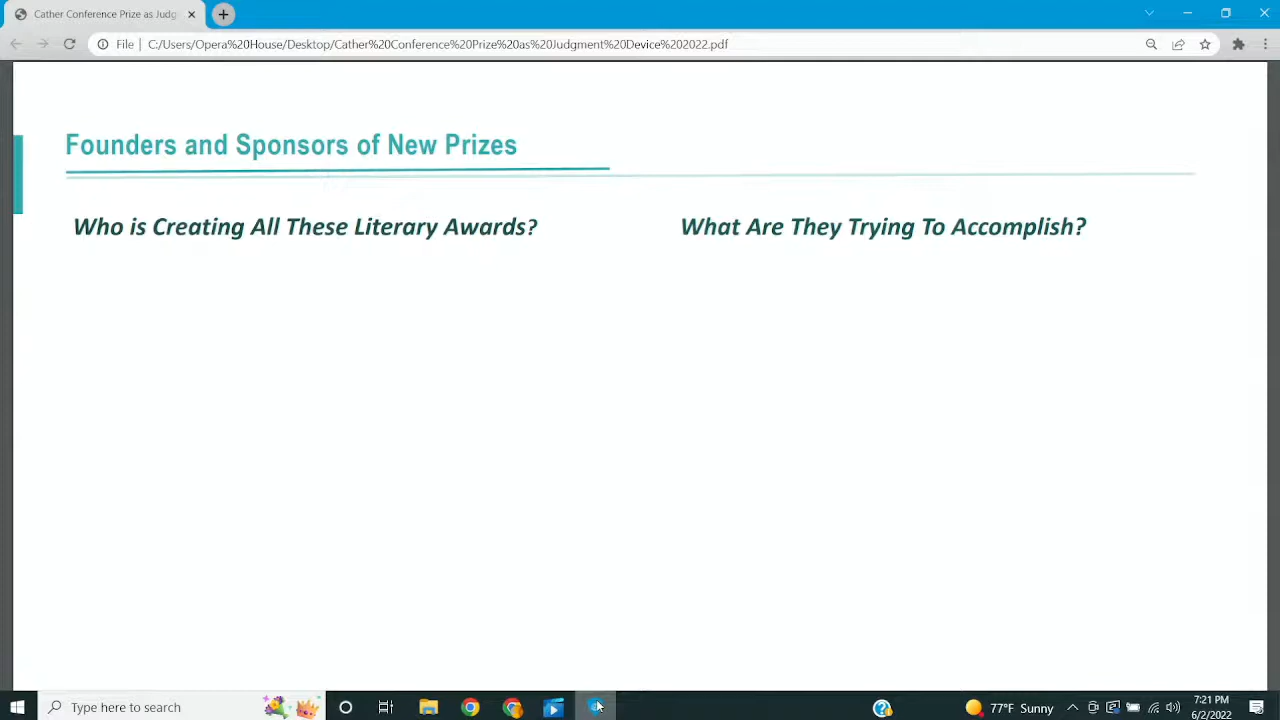 Cather Conference Prize as Judg
File
C:/Users/Opera%20House/Desktop/Cather%20Conference%20Prize%20as%20Judgment%20Device%202022.pdf
Founders and Sponsors of New Prizes
Who is Creating All These Literary Awards?
What Are They Trying To Accomplish?
Type here to search
77°F Sunny
7:21 PM
6/2/2022